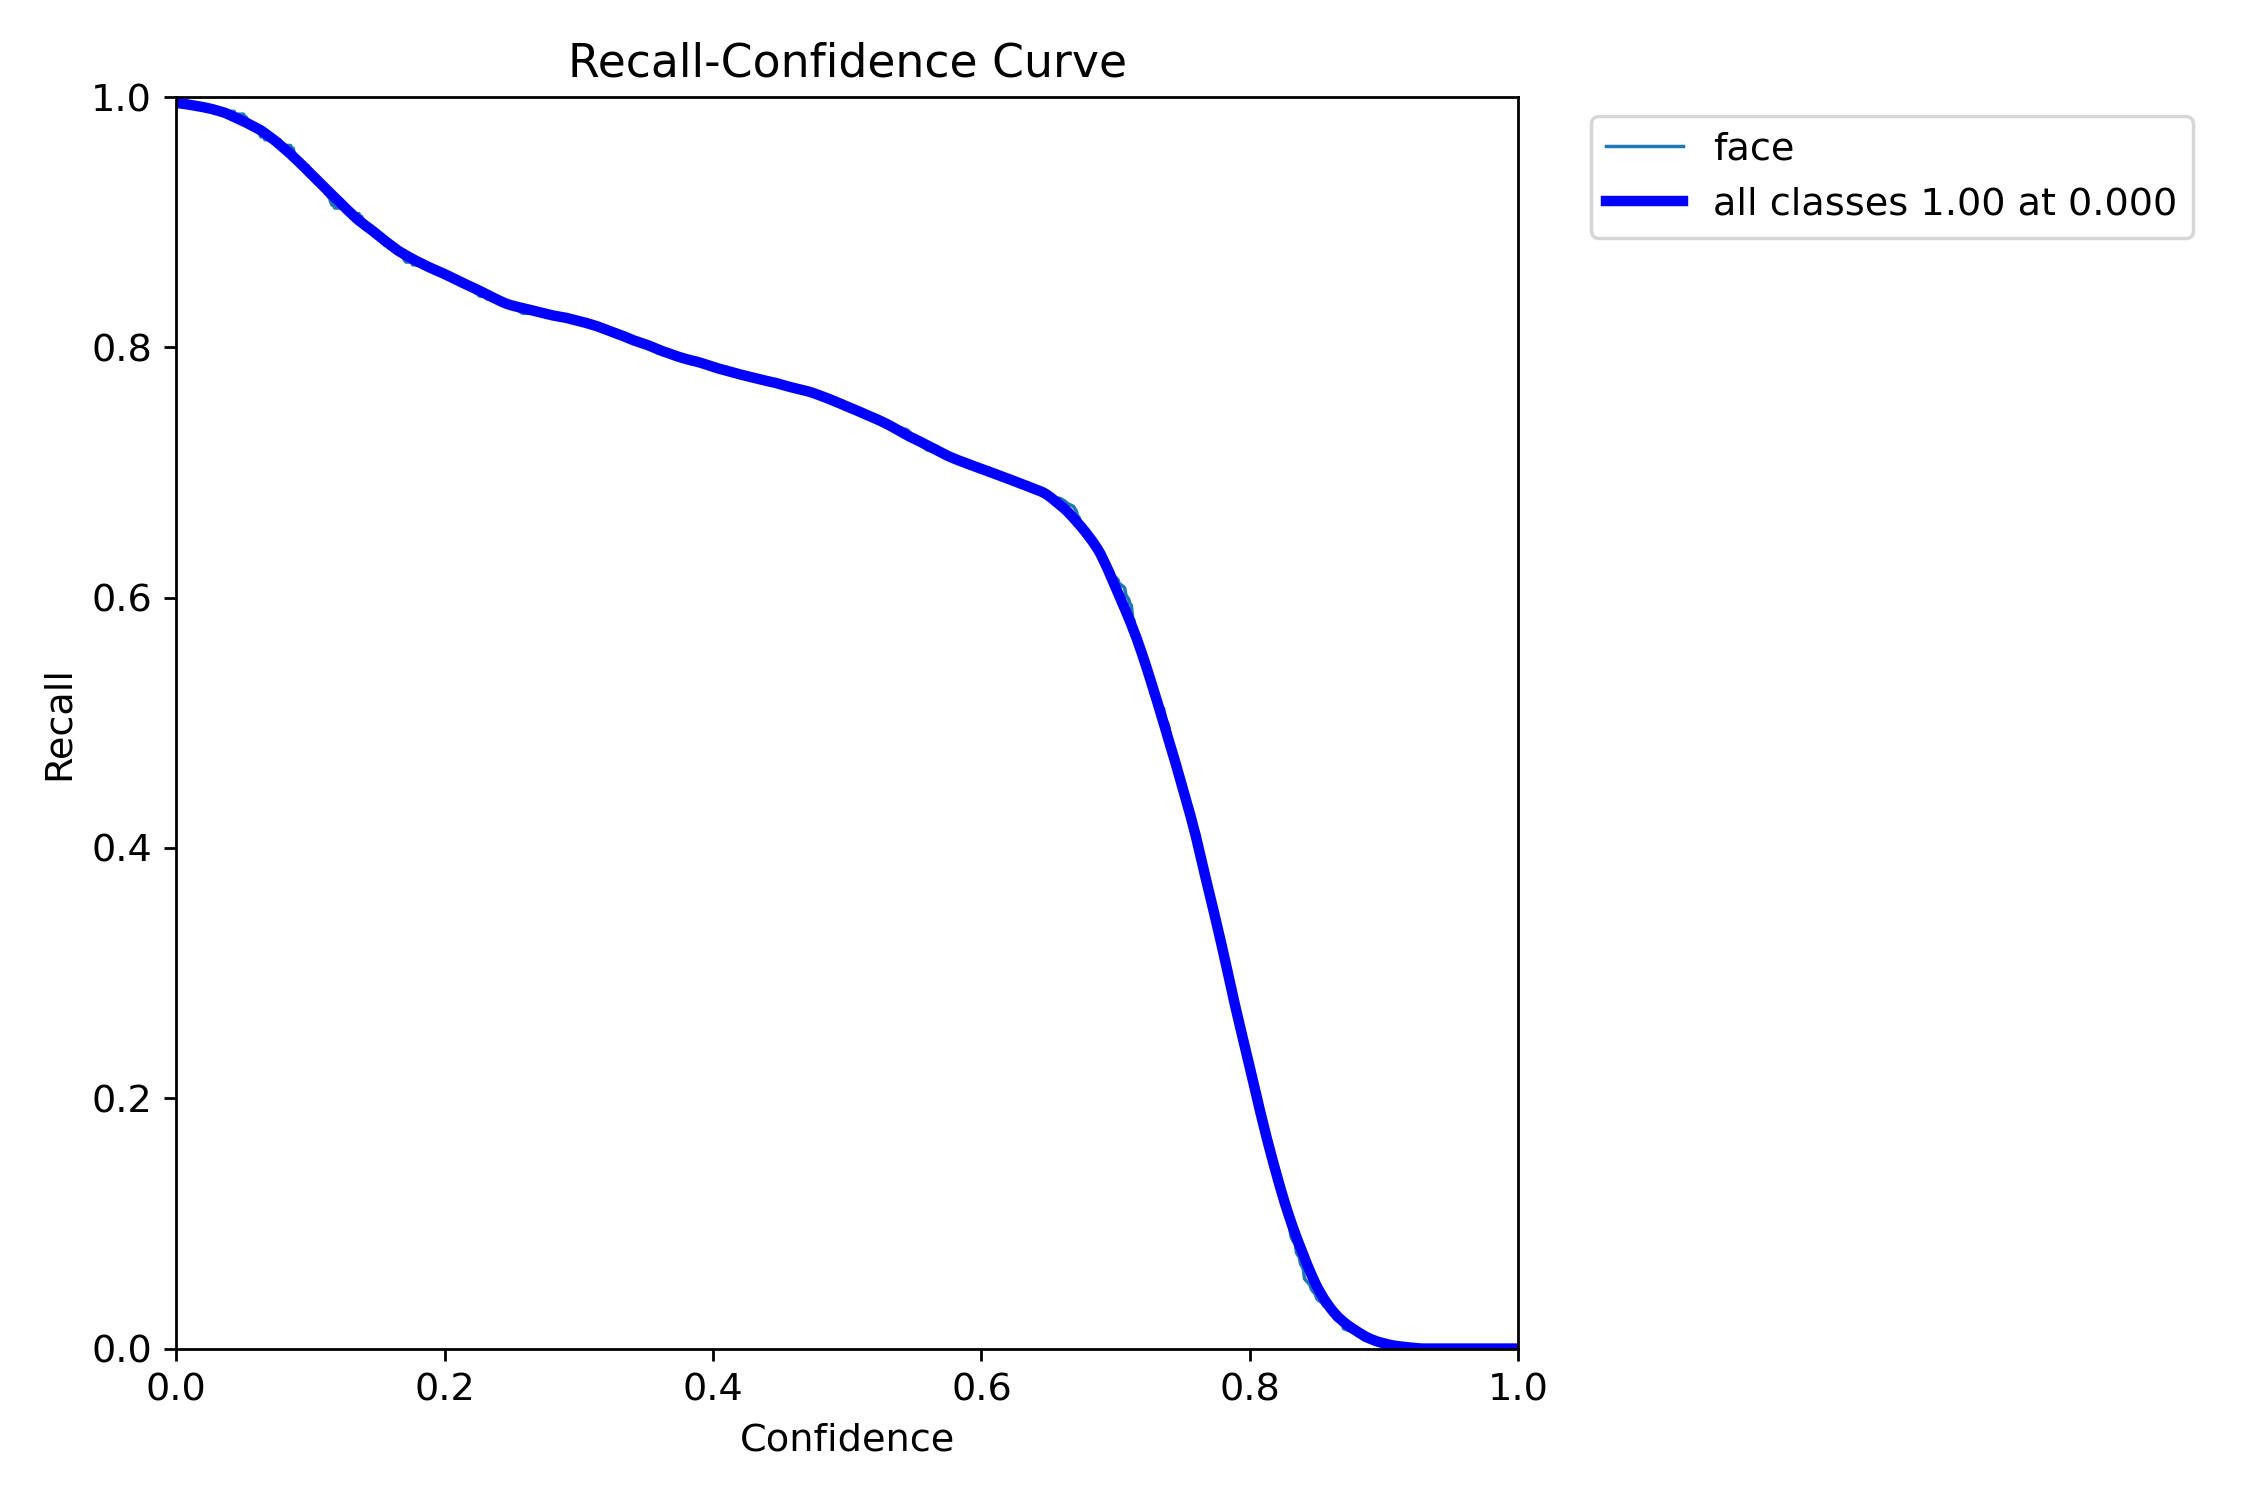 Recall-Confidence Curve
1.0
0.8
0.6
0.4
0.2
0.0
Recall
0.0 0.2 0.4 0.6 0.8 1.0
Confidence
face
all classes 1.00 at 0.000